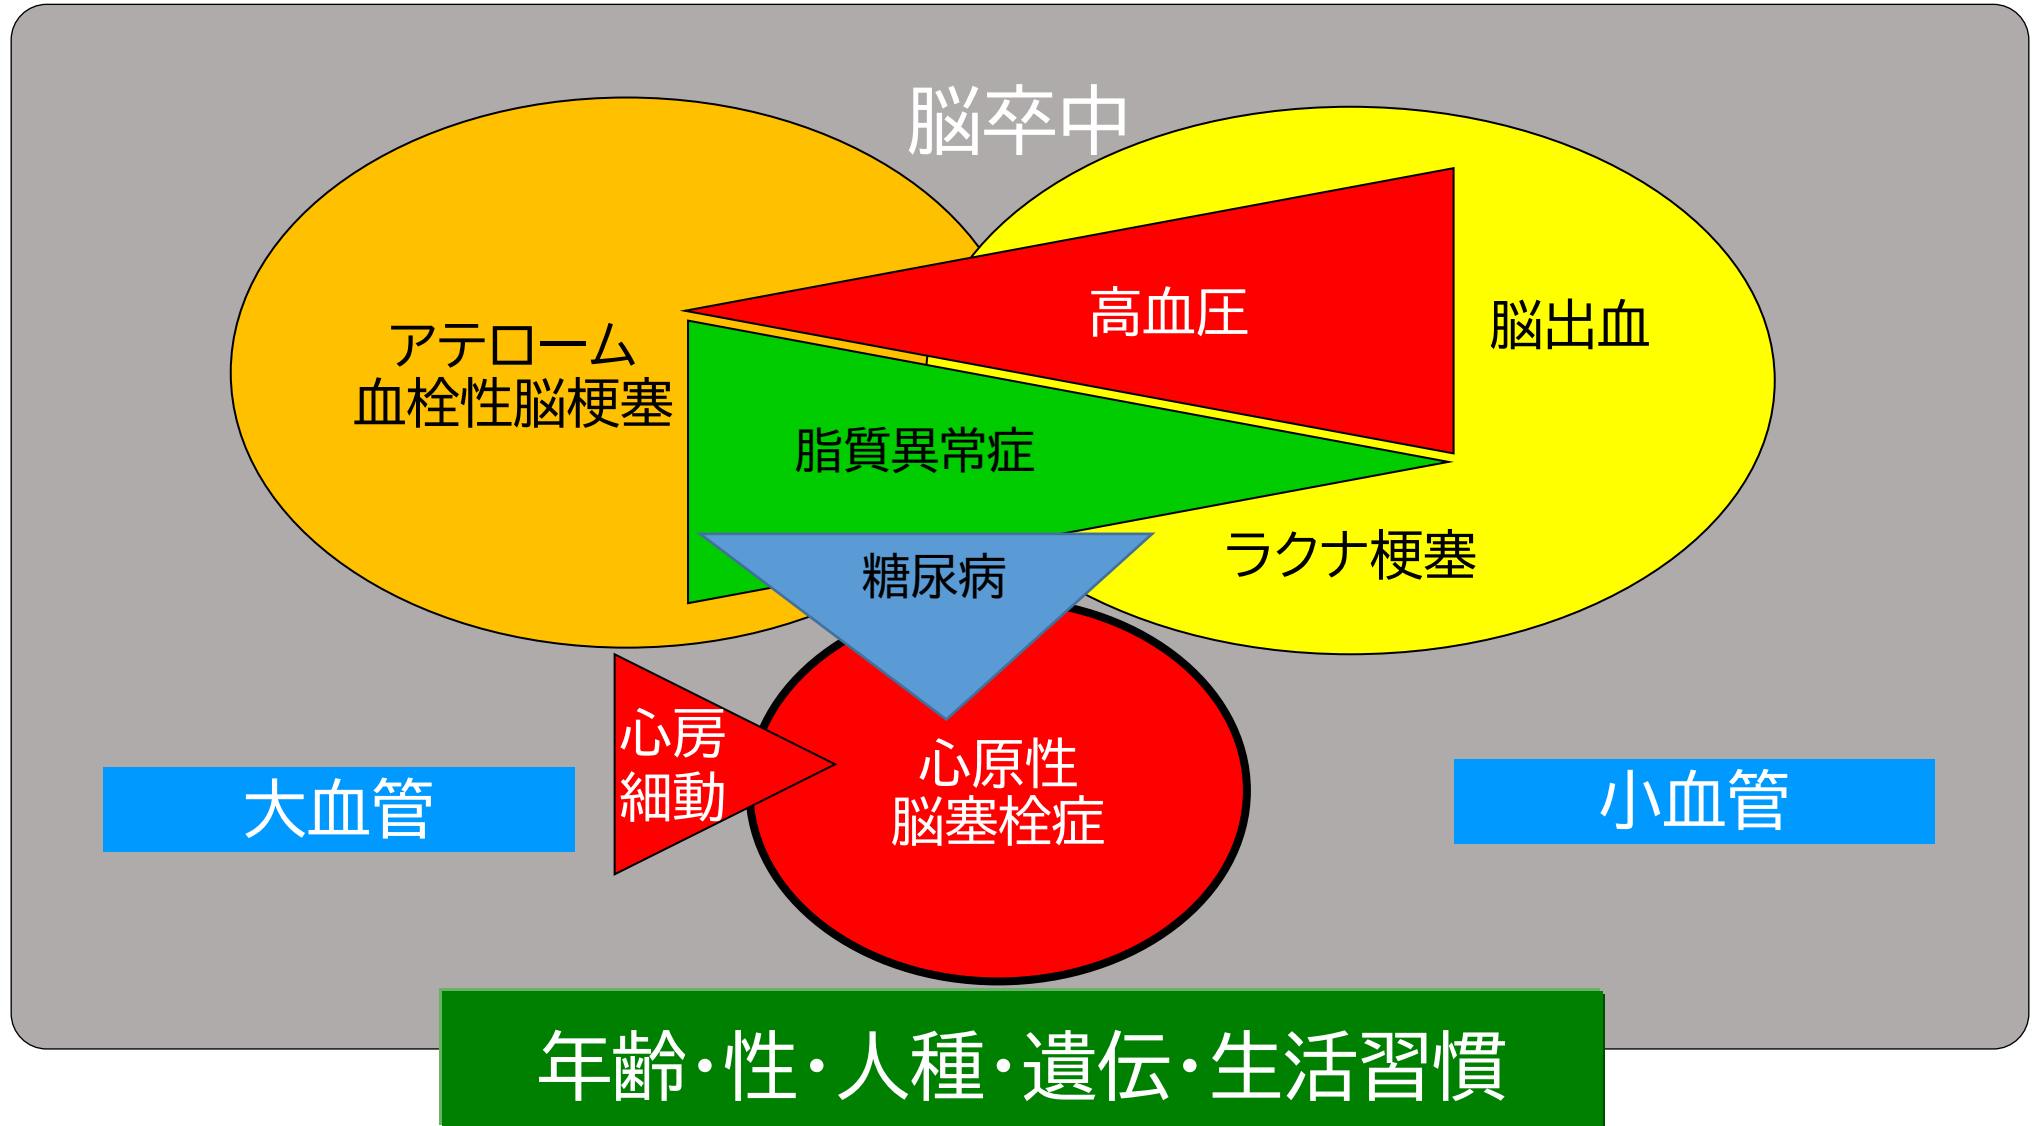 脳卒中
高血圧
脳出血
アテローム
血栓性脳梗塞
脂質異常症
ラクナ梗塞
糖尿病
心房
細動
心原性
脳塞栓症
大血管
小血管
年齢・性・人種・遺伝・生活習慣